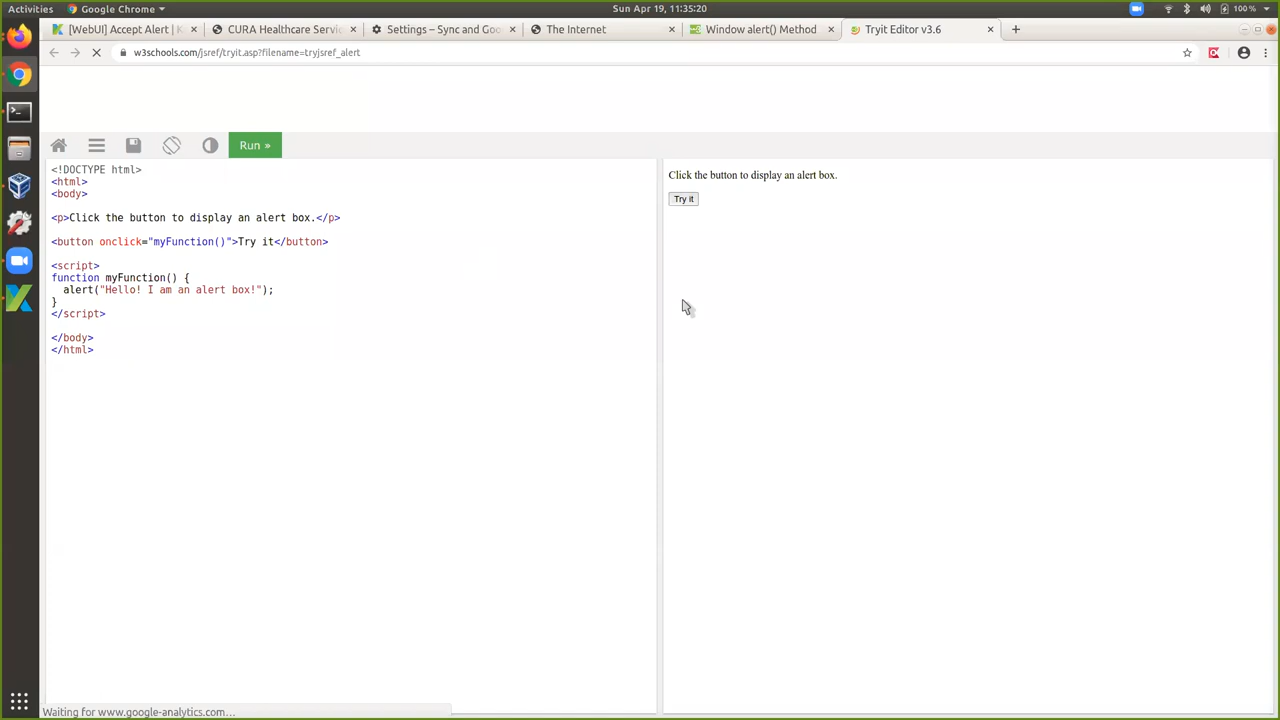 Activities
Google Chrome
Sun Apr 19, 11:35:20
100%
[WebUI] Accept Alert | K
CURA Healthcare Servic
Settings – Sync and Goo
The Internet
Window alert() Method
Tryit Editor v3.6
w3schools.com/jsref/tryit.asp?filename=tryjsref_alert
Run »
<!DOCTYPE html>
<html>
<body>
<p>Click the button to display an alert box.</p>
<button onclick="myFunction()">Try it</button>
<script>
function myFunction() {
  alert("Hello! I am an alert box!");
}
</script>
</body>
</html>
Click the button to display an alert box.
Try it
Waiting for www.google-analytics.com…